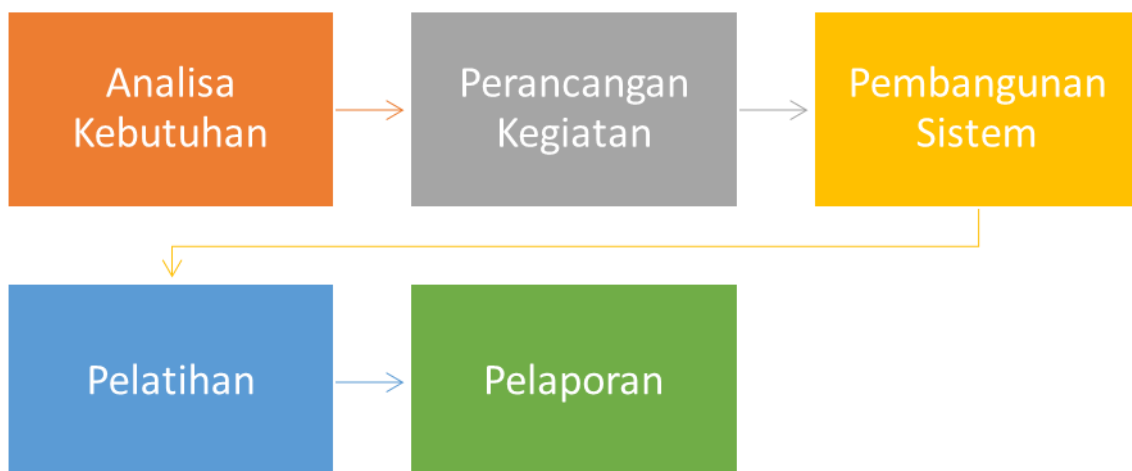 Analisa
Kebutuhan
Perancangan
Kegiatan
Pembangunan
Sistem
Pelatihan
Pelaporan